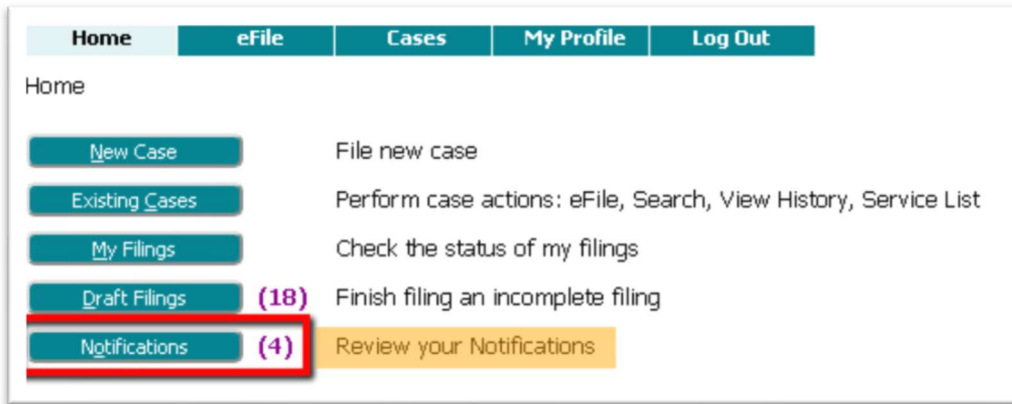 Home eFile Cases My Profile Log Out
Home
New Case File new case
Existing Cases Perform case actions: eFile, Search, View History, Service List
My Filings Check the status of my filings
Draft Filings (18) Finish filing an incomplete filing
Notifications (4) Review your Notifications